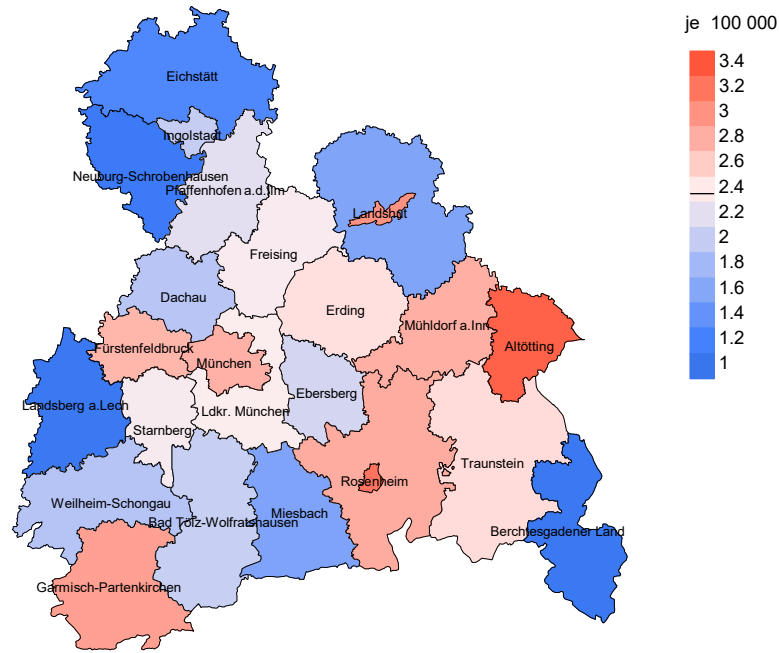 je 100 000
3.4
3.2
3
2.8
2.6
2.4
2.2
2
1.8
1.6
1.4
1.2
1
Eichstätt
Ingolstadt
Neuburg-Schrobenhausen
Pfaffenhofen a.d.Ilm
Landshut
Freising
Dachau
Erding
Mühldorf a.Inn
Altötting
Fürstenfeldbruck
München
Ebersberg
Landsberg a.Lech
Ldkr. München
Starnberg
Traunstein
Rosenheim
Weilheim-Schongau
Miesbach
Bad Tölz-Wolfratshausen
Berchtesgadener Land
Garmisch-Partenkirchen